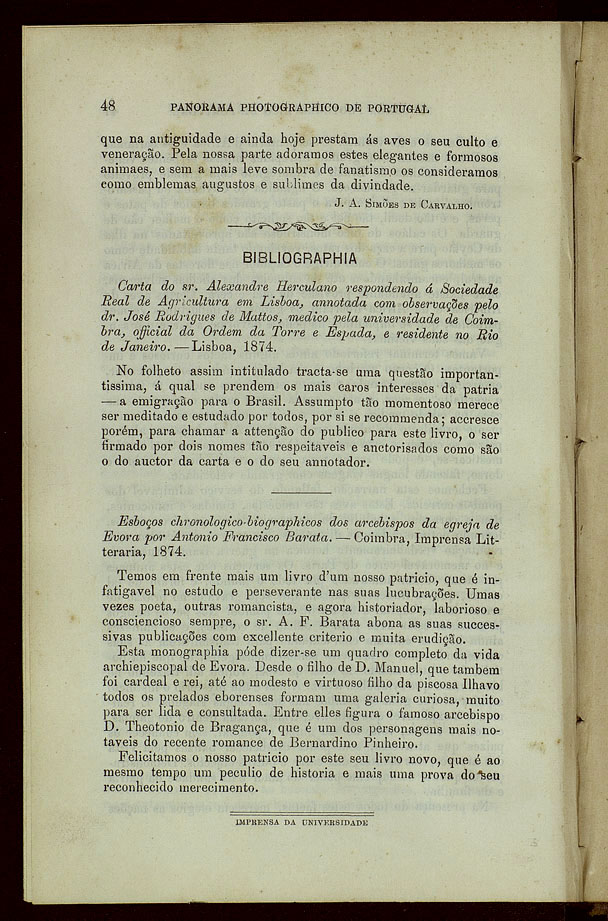 48 PANORAMA PHOTOGRAPHICO DE PORTUGAL
que na antiguidade e ainda hoje prestam ás aves o seu culto e
veneração. Pela nossa parte adoramos estes elegantes e formosos
animaes, e sem a mais leve sombra de fanatismo os consideramos
como emblemas augustos e sublimes da divindade.
J. A. SIMÕES DE CARVALHO.
BIBLIOGRAPHIA
Carta do sr. Alexandre Herculano respondendo á Sociedade
Real de Agricultura em Lisboa, annotada com observações pelo
dr. José Rodrigues de Mattos, medico pela universidade de Coim-
bra, official da Ordem da Torre e Espada, e residente no Rio
de Janeiro. — Lisboa, 1874.
No folheto assim intitulado tracta-se uma questão importan-
tissima, á qual se prendem os mais caros interesses da patria
— a emigração para o Brasil. Assumpto tão momentoso merece
ser meditado e estudado por todos, por si se recommenda; accresce
porém, para chamar a attenção do publico para este livro, o ser
firmado por dois nomes tão respeitaveis e anctorisados como são
o do auctor da carta e o do seu annotador.
Esboços chronologico-biographicos dos arcebispos da egreja de
Evora por Antonio Francisco Barata. — Coimbra, Imprensa Lit-
teraria, 1874.
Temos em frente mais um livro d'um nosso patricio, que é in-
fatigavel no estudo e perseverante nas suas lucubrações. Umas
vezes poeta, outras romancista, e agora historiador, laborioso e
consciencioso sempre, o sr. A. F. Barata abona as suas succes-
sivas publicações com excellente criterio e muita erudição.
Esta monographia póde dizer-se um quadro completo da vida
archiepiscopal de Evora. Desde o filho de D. Manuel, que tambem
foi cardeal e rei, até ao modesto e virtuoso filho da piscosa Ilhavo
todos os prelados eborenses formam uma galeria curiosa, muito
para ser lida e consultada. Entre elles figura o famoso arcebispo
D. Theotonio de Bragança, que é um dos personagens mais no-
taveis do recente romance de Bernardino Pinheiro.
Felicitamos o nosso patricio por este seu livro novo, que é ao
mesmo tempo um peculio de historia e mais uma prova do seu
reconhecido merecimento.
IMPRENSA DA UNIVERSIDADE